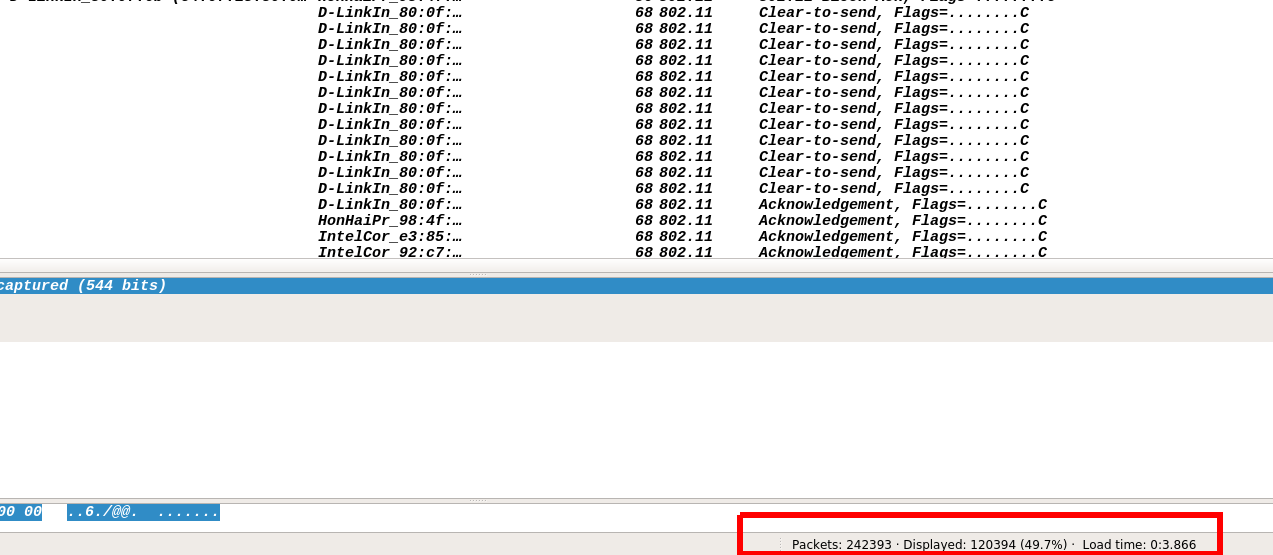 D-LinkIn_80:0f:… 68 802.11 Clear-to-send, Flags=........C
D-LinkIn_80:0f:… 68 802.11 Clear-to-send, Flags=........C
D-LinkIn_80:0f:… 68 802.11 Clear-to-send, Flags=........C
D-LinkIn_80:0f:… 68 802.11 Clear-to-send, Flags=........C
D-LinkIn_80:0f:… 68 802.11 Clear-to-send, Flags=........C
D-LinkIn_80:0f:… 68 802.11 Clear-to-send, Flags=........C
D-LinkIn_80:0f:… 68 802.11 Clear-to-send, Flags=........C
D-LinkIn_80:0f:… 68 802.11 Clear-to-send, Flags=........C
D-LinkIn_80:0f:… 68 802.11 Clear-to-send, Flags=........C
D-LinkIn_80:0f:… 68 802.11 Clear-to-send, Flags=........C
D-LinkIn_80:0f:… 68 802.11 Clear-to-send, Flags=........C
D-LinkIn_80:0f:… 68 802.11 Clear-to-send, Flags=........C
D-LinkIn_80:0f:… 68 802.11 Acknowledgement, Flags=........C
HonHaiPr_98:4f:… 68 802.11 Acknowledgement, Flags=........C
IntelCor_e3:85:… 68 802.11 Acknowledgement, Flags=........C
IntelCor_92:c7:… 68 802.11 Acknowledgement, Flags=........C
captured (544 bits)
00 00 ..6./@@. .......
Packets: 242393 · Displayed: 120394 (49.7%) · Load time: 0:3.866